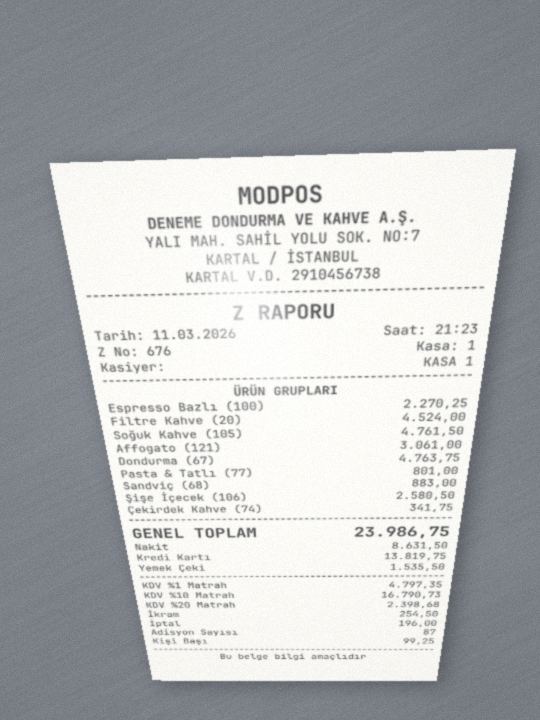 MODPOS
DENEME DONDURMA VE KAHVE A.Ş.
YALI MAH. SAHİL YOLU SOK. NO:7
KARTAL / İSTANBUL
KARTAL V.D. 2910456738
Z RAPORU
Tarih: 11.03.2026 Saat: 21:23
Z No: 676 Kasa: 1
Kasiyer: KASA 1
ÜRÜN GRUPLARI
Espresso Bazlı (100) 2.270,25
Filtre Kahve (20) 4.524,00
Soğuk Kahve (105) 4.761,50
Affogato (121) 3.061,00
Dondurma (67) 4.763,75
Pasta & Tatlı (77) 801,00
Sandviç (68) 883,00
Şişe İçecek (106) 2.580,50
Çekirdek Kahve (74) 341,75
GENEL TOPLAM 23.986,75
Nakit 8.631,50
Kredi Kartı 13.819,75
Yemek Çeki 1.535,50
KDV %1 Matrah 4.797,35
KDV %10 Matrah 16.790,73
KDV %20 Matrah 2.398,68
İkram 254,50
İptal 196,00
Adisyon Sayısı 87
Kişi Başı 99,25
Bu belge bilgi amaçlıdır